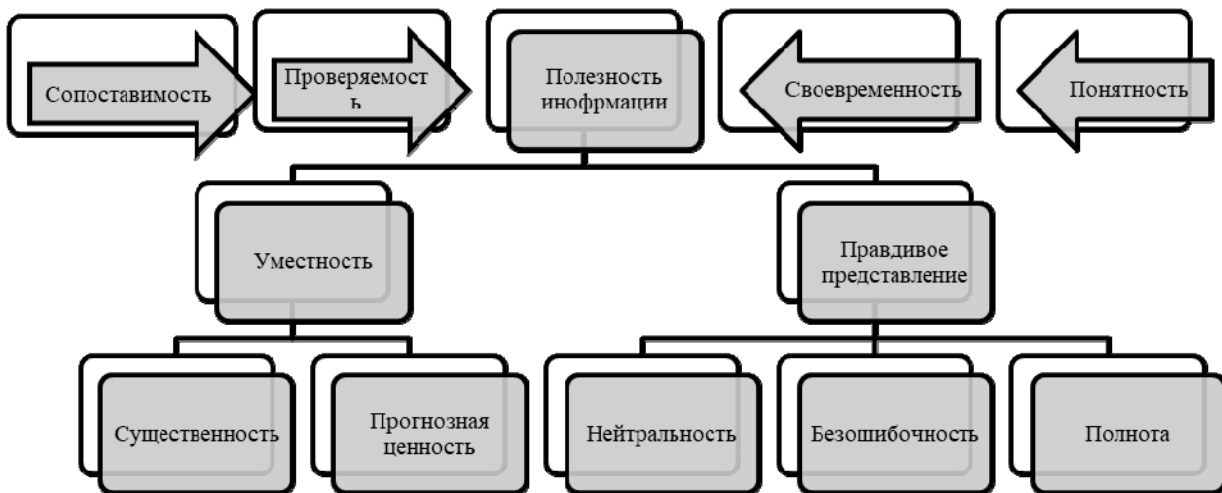 Сопоставимость
Проверяемост
ь
Полезность
инофрмации
Своевременность
Понятность
Уместность
Правдивое
представление
Существенность
Прогнозная
ценность
Нейтральность
Безошибочность
Полнота